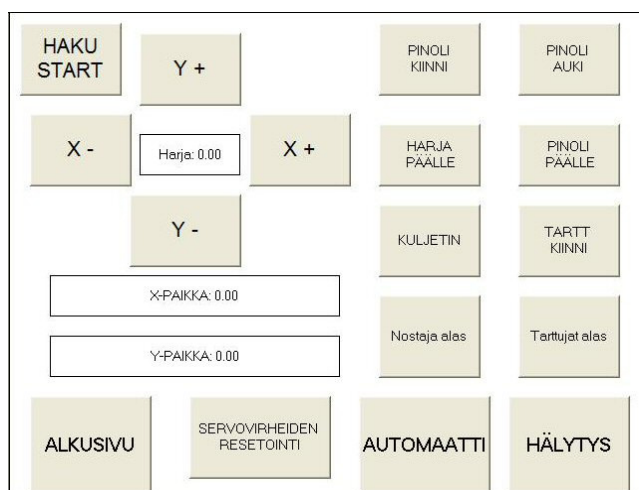 HAKU
START
Y +
PINOLI
KIINNI
PINOLI
AUKI
X -
Harja: 0.00
X +
HARJA
PÄÄLLE
PINOLI
PÄÄLLE
Y -
KULJETIN
TARTT
KIINNI
X-PAIKKA: 0.00
Nostaja alas
Tarttujat alas
Y-PAIKKA: 0.00
ALKUSIVU
SERVOVIRHEIDEN
RESETOINTI
AUTOMAATTI
HÄLYTYS